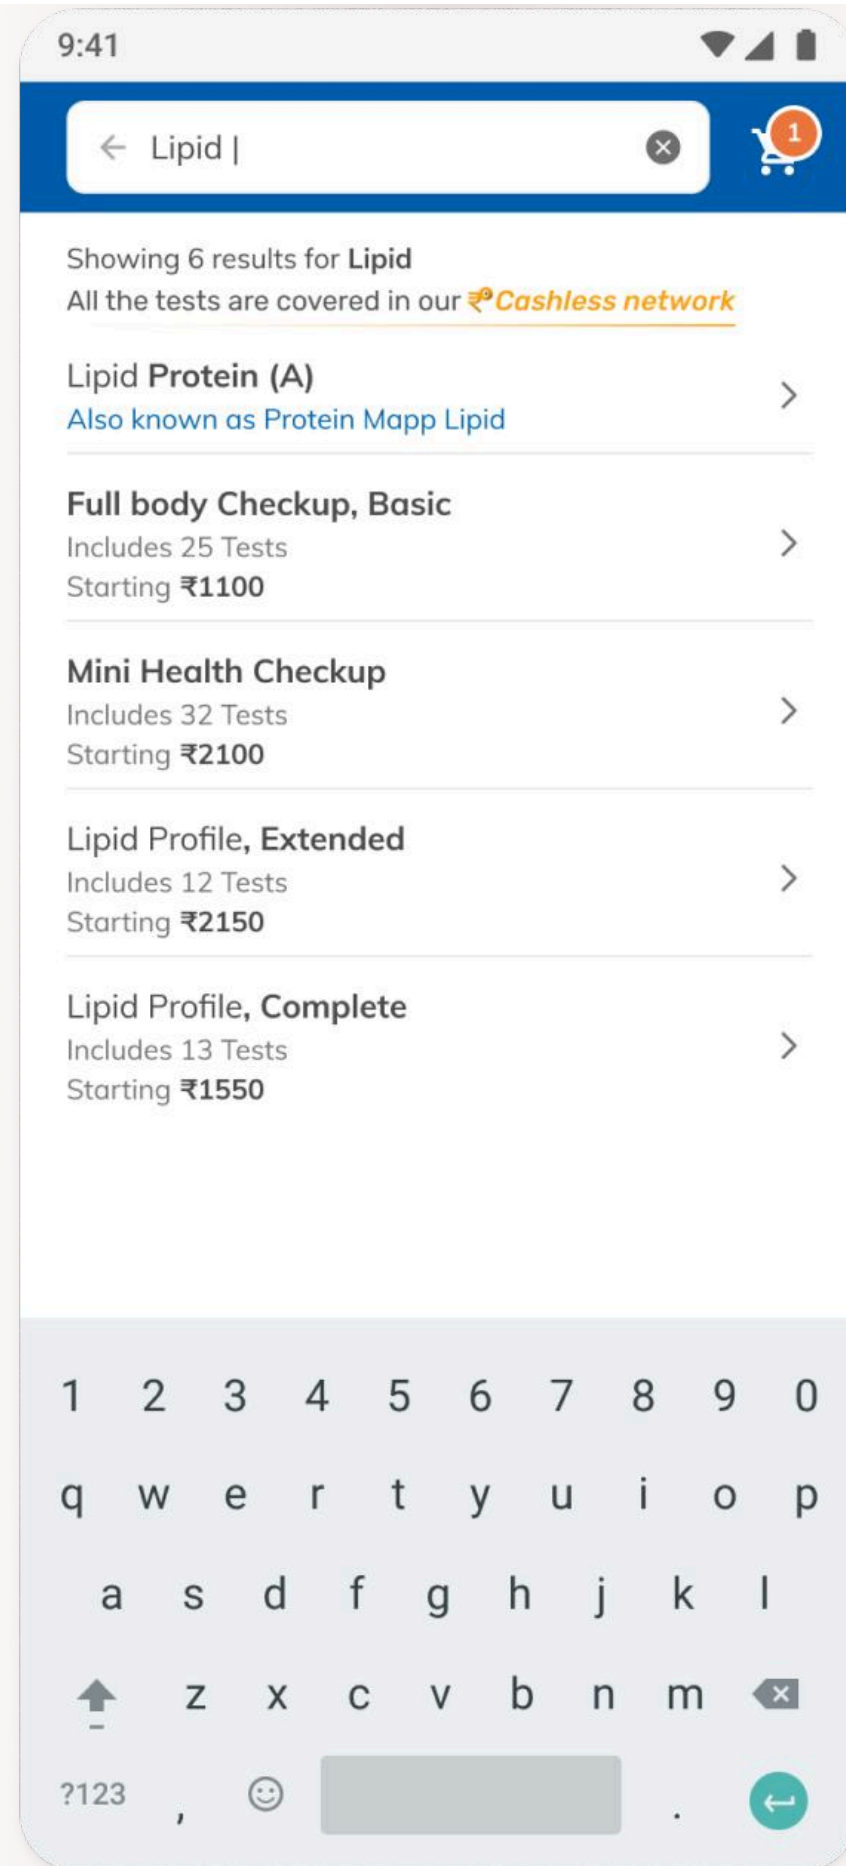 9:41
Lipid |
1
Showing 6 results for Lipid
All the tests are covered in our ₹ Cashless network
Lipid Protein (A)
Also known as Protein Mapp Lipid
Full body Checkup, Basic
Includes 25 Tests
Starting ₹1100
Mini Health Checkup
Includes 32 Tests
Starting ₹2100
Lipid Profile, Extended
Includes 12 Tests
Starting ₹2150
Lipid Profile, Complete
Includes 13 Tests
Starting ₹1550
1 2 3 4 5 6 7 8 9 0
q w e r t y u i o p
a s d f g h j k l
z x c v b n m
?123 , .